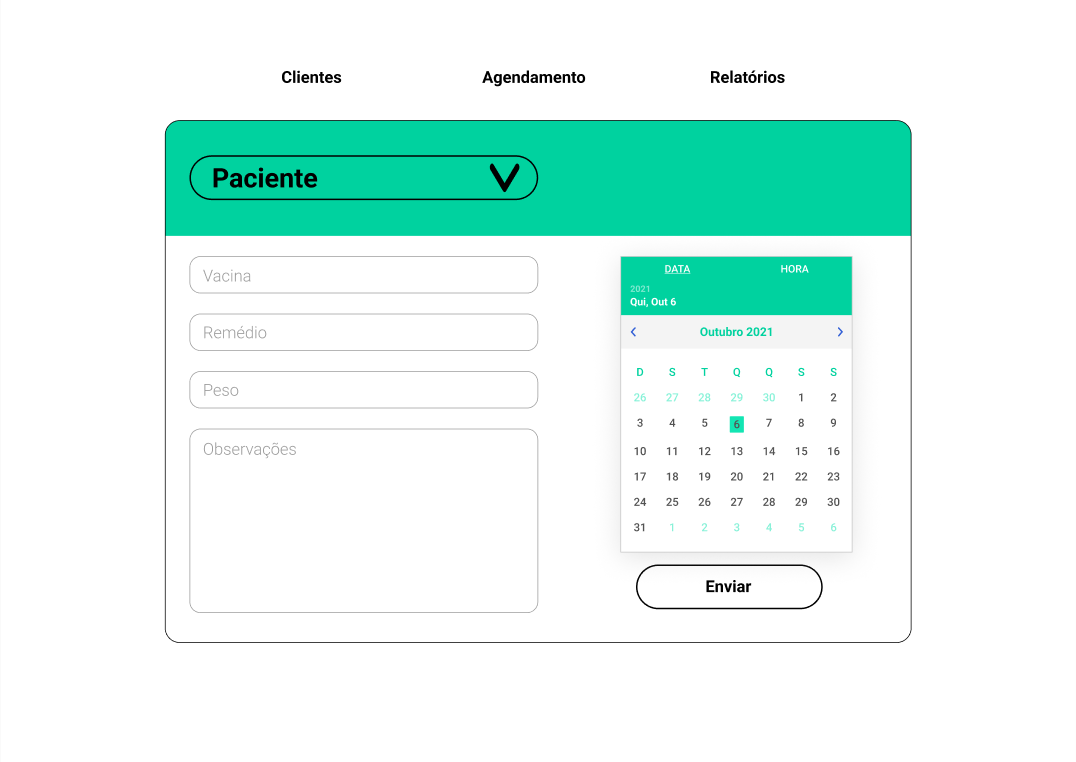 Clientes Agendamento Relatórios
Paciente
Vacina
Remédio
Peso
Observações
DATA HORA
2021
Qui, Out 6
Outubro 2021
D S T Q Q S S
26 27 28 29 30 1 2
3 4 5 6 7 8 9
10 11 12 13 14 15 16
17 18 19 20 21 22 23
24 25 26 27 28 29 30
31 1 2 3 4 5 6
Enviar